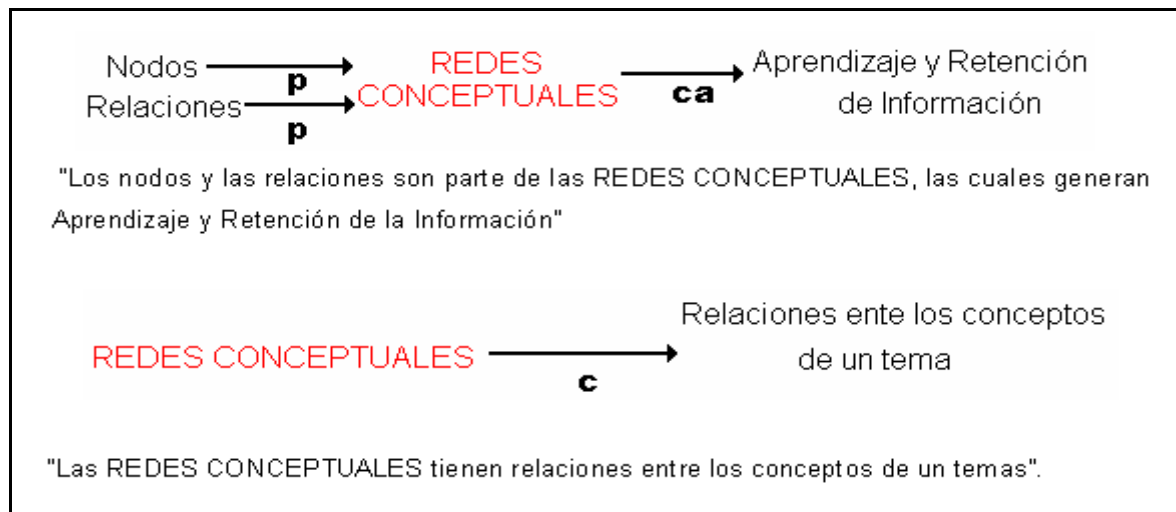 Nodos
p
Relaciones
p
REDES
CONCEPTUALES
ca
Aprendizaje y Retención
de Información
"Los nodos y las relaciones son parte de las REDES CONCEPTUALES, las cuales generan
Aprendizaje y Retención de la Información"
REDES CONCEPTUALES
c
Relaciones ente los conceptos
de un tema
"Las REDES CONCEPTUALES tienen relaciones entre los conceptos de un temas".